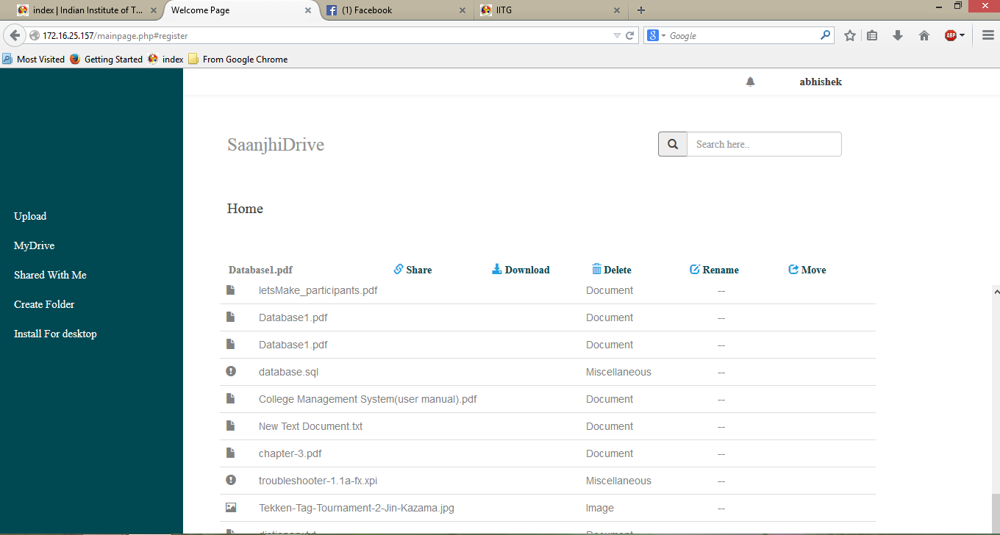 index | Indian Institute of T... × Welcome Page × (1) Facebook × IITG × +
172.16.25.157/mainpage.php#register Google ABP
Most Visited Getting Started index From Google Chrome
abhishek
SaanjhiDrive Search here..
Home
Upload
MyDrive
Shared With Me
Create Folder
Install For desktop
Database1.pdf Share Download Delete Rename Move
letsMake_participants.pdf Document --
Database1.pdf Document --
Database1.pdf Document --
database.sql Miscellaneous --
College Management System(user manual).pdf Document --
New Text Document.txt Document --
chapter-3.pdf Document --
troubleshooter-1.1a-fx.xpi Miscellaneous --
Tekken-Tag-Tournament-2-Jin-Kazama.jpg Image --
dictionary.txt Document